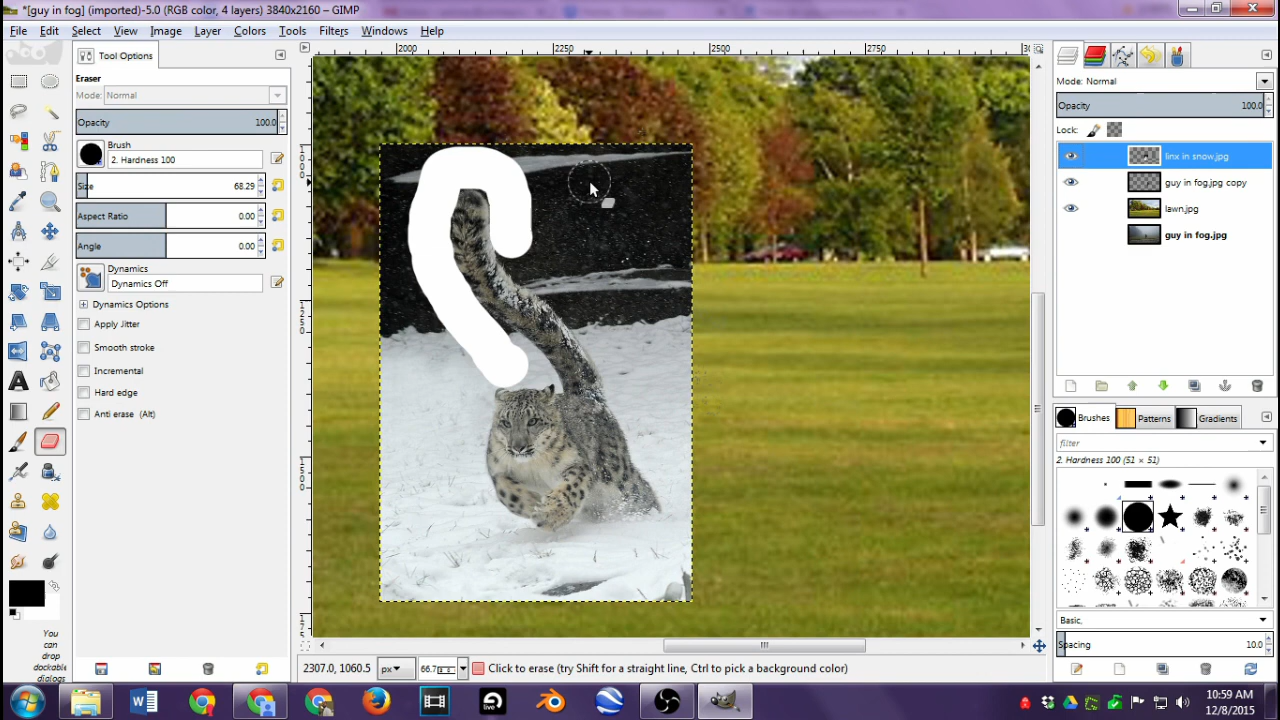 *[guy in fog] (imported)-5.0 (RGB color, 4 layers) 3840x2160 – GIMP
File Edit Select View Image Layer Colors Tools Filters Windows Help
Tool Options
Eraser
Mode: Normal
Opacity 100.0
Brush
2. Hardness 100
Size 68.29
Aspect Ratio 0.00
Angle 0.00
Dynamics
Dynamics Off
Dynamics Options
Apply Jitter
Smooth stroke
Incremental
Hard edge
Anti erase (Alt)
You
can
drop
dockable
dialogs
2000 2250 2500 2750
1000
1250
1500
2307.0, 1060.5 px 66.7 Click to erase (try Shift for a straight line, Ctrl to pick a background color)
Mode: Normal
Opacity 100.0
Lock:
linx in snow.jpg
guy in fog.jpg copy
lawn.jpg
guy in fog.jpg
Brushes Patterns Gradients
filter
2. Hardness 100 (51 × 51)
Basic,
Spacing 10.0
live
10:59 AM
12/8/2015